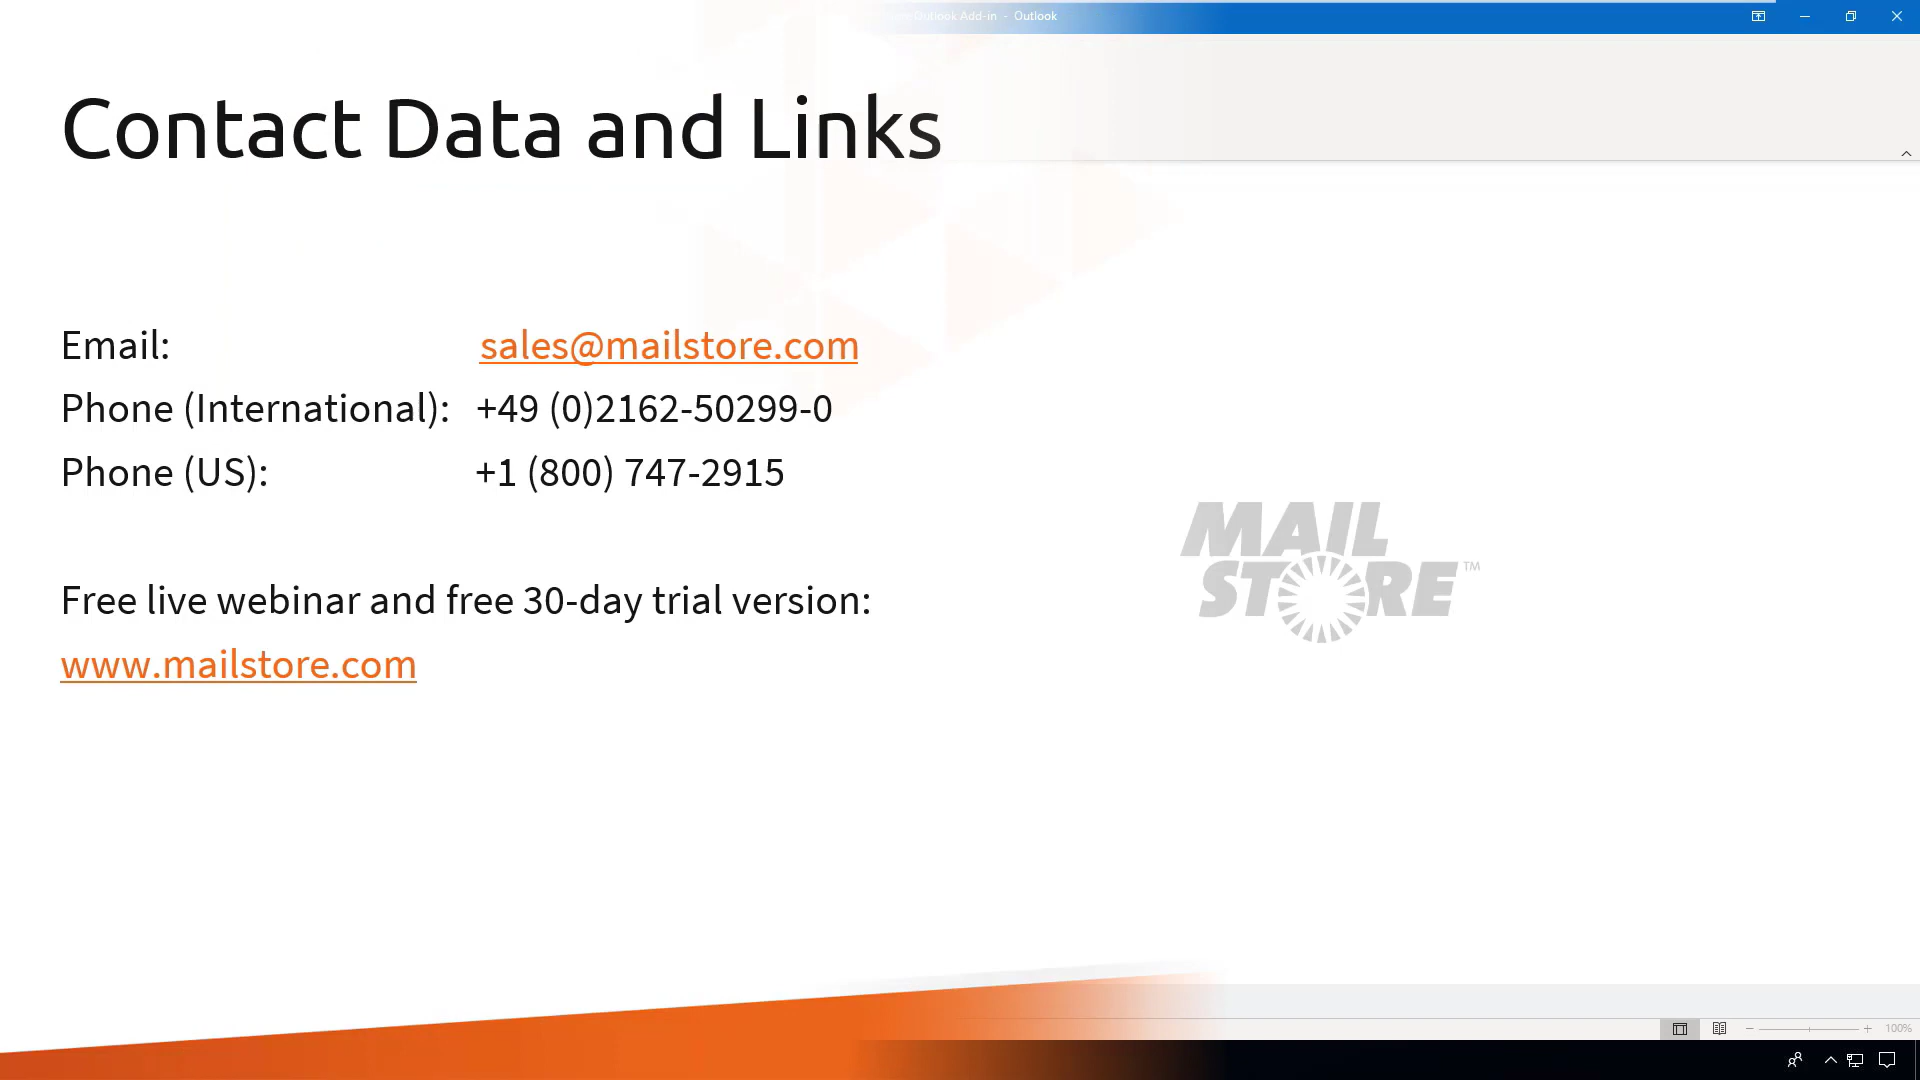 Outlook Add-in - Outlook
Contact Data and Links
Email: sales@mailstore.com
Phone (International): +49 (0)2162-50299-0
Phone (US): +1 (800) 747-2915
MAIL
STORE™
Free live webinar and free 30-day trial version:
www.mailstore.com
100%